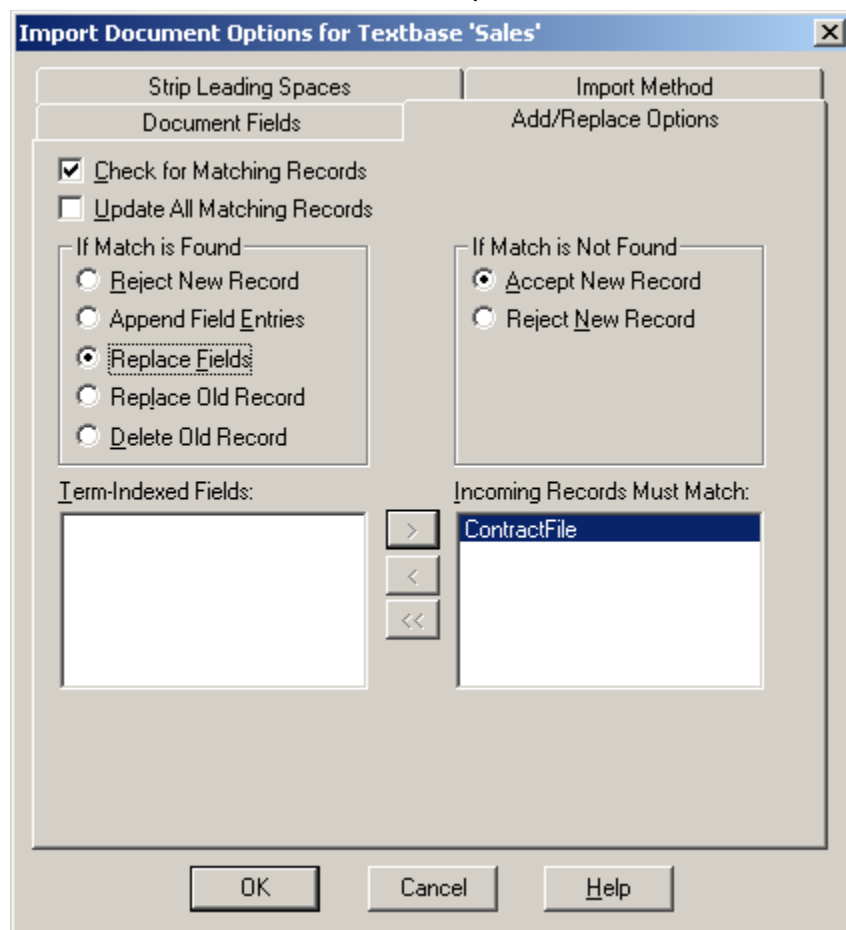 Import Document Options for Textbase 'Sales'
Strip Leading Spaces
Import Method
Document Fields
Add/Replace Options
Check for Matching Records
Update All Matching Records
If Match is Found
Reject New Record
Append Field Entries
Replace Fields
Replace Old Record
Delete Old Record
If Match is Not Found
Accept New Record
Reject New Record
Term-Indexed Fields:
>
<
<<
Incoming Records Must Match:
ContractFile
OK
Cancel
Help